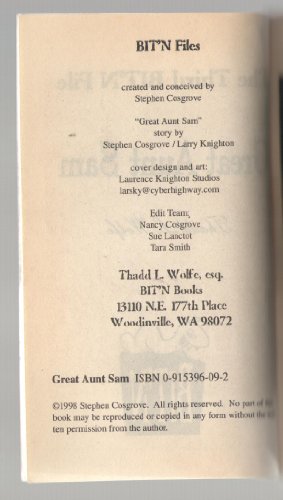 BIT'N Files
created and conceived by
Stephen Cosgrove
"Great Aunt Sam"
story by
Stephen Cosgrove / Larry Knighton
cover design and art:
Laurence Knighton Studios
larsky@cyberhighway.com
Edit Team:
Nancy Cosgrove
Sue Lanctot
Tara Smith
Thadd L. Wolfe, esq.
BIT'N Books
13110 N.E. 177th Place
Woodinville, WA 98072
Great Aunt Sam ISBN 0-915396-09-2
©1998 Stephen Cosgrove. All rights reserved. No part of
book may be reproduced or copied in any form without the
ten permission from the author.